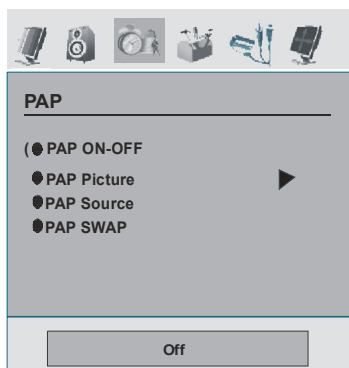 PAP
(● PAP ON-OFF
●PAP Picture
●PAP Source
●PAP SWAP
Off